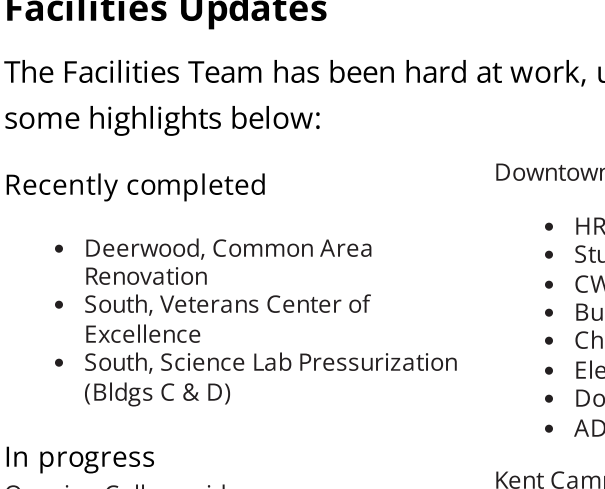 Facilities Updates
The Facilities Team has been hard at work,
some highlights below:
Recently completed
• Deerwood, Common Area
Renovation
• South, Veterans Center of
Excellence
• South, Science Lab Pressurization
(Bldgs C & D)
In progress
Downtown
• HR
• Stu
• CW
• Bu
• Ch
• Ele
• Do
• AD
Kent Cam